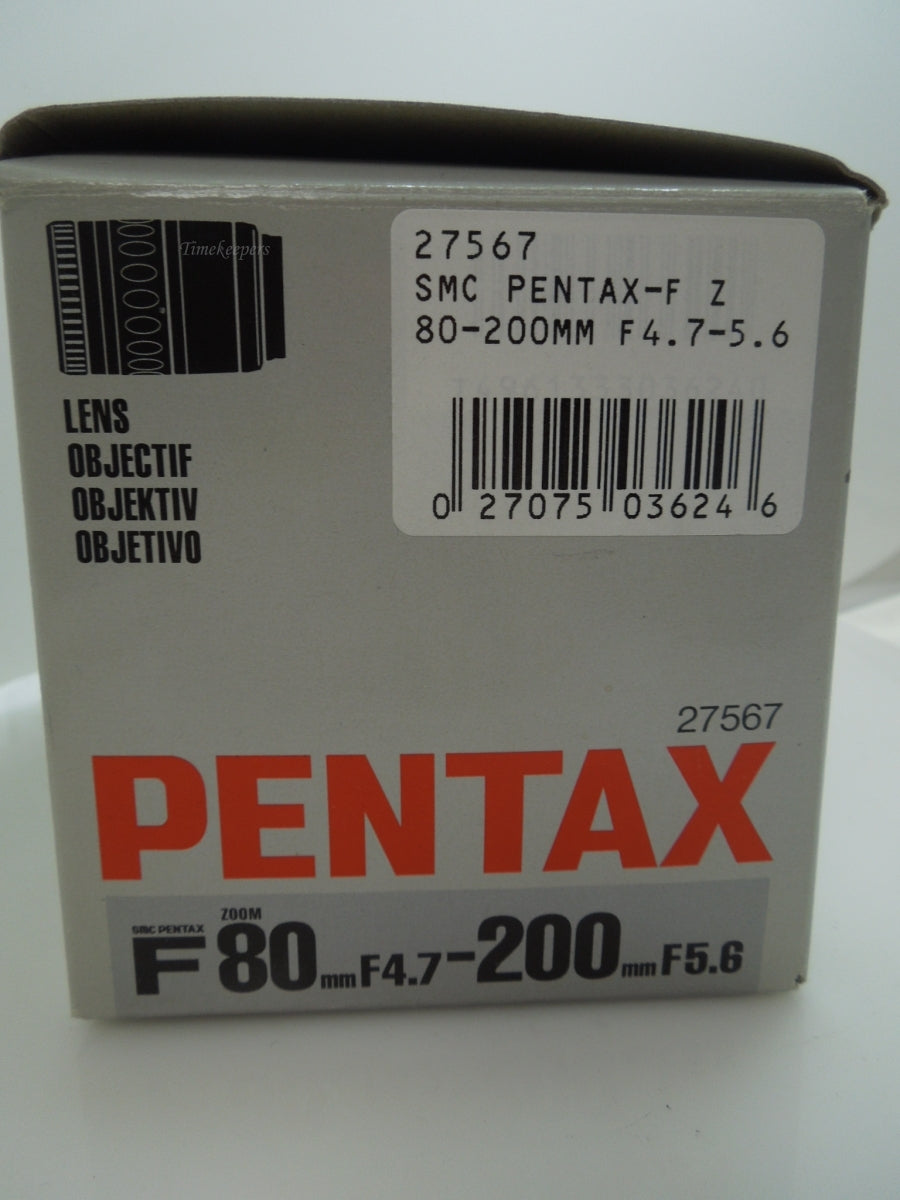 Timekeepers
27567
SMC PENTAX-F Z
80-200MM F4.7-5.6
0 27075 03624 6
LENS
OBJECTIF
OBJEKTIV
OBJETIVO
27567
PENTAX
SMC PENTAX F ZOOM 80mm F4.7-200mm F5.6